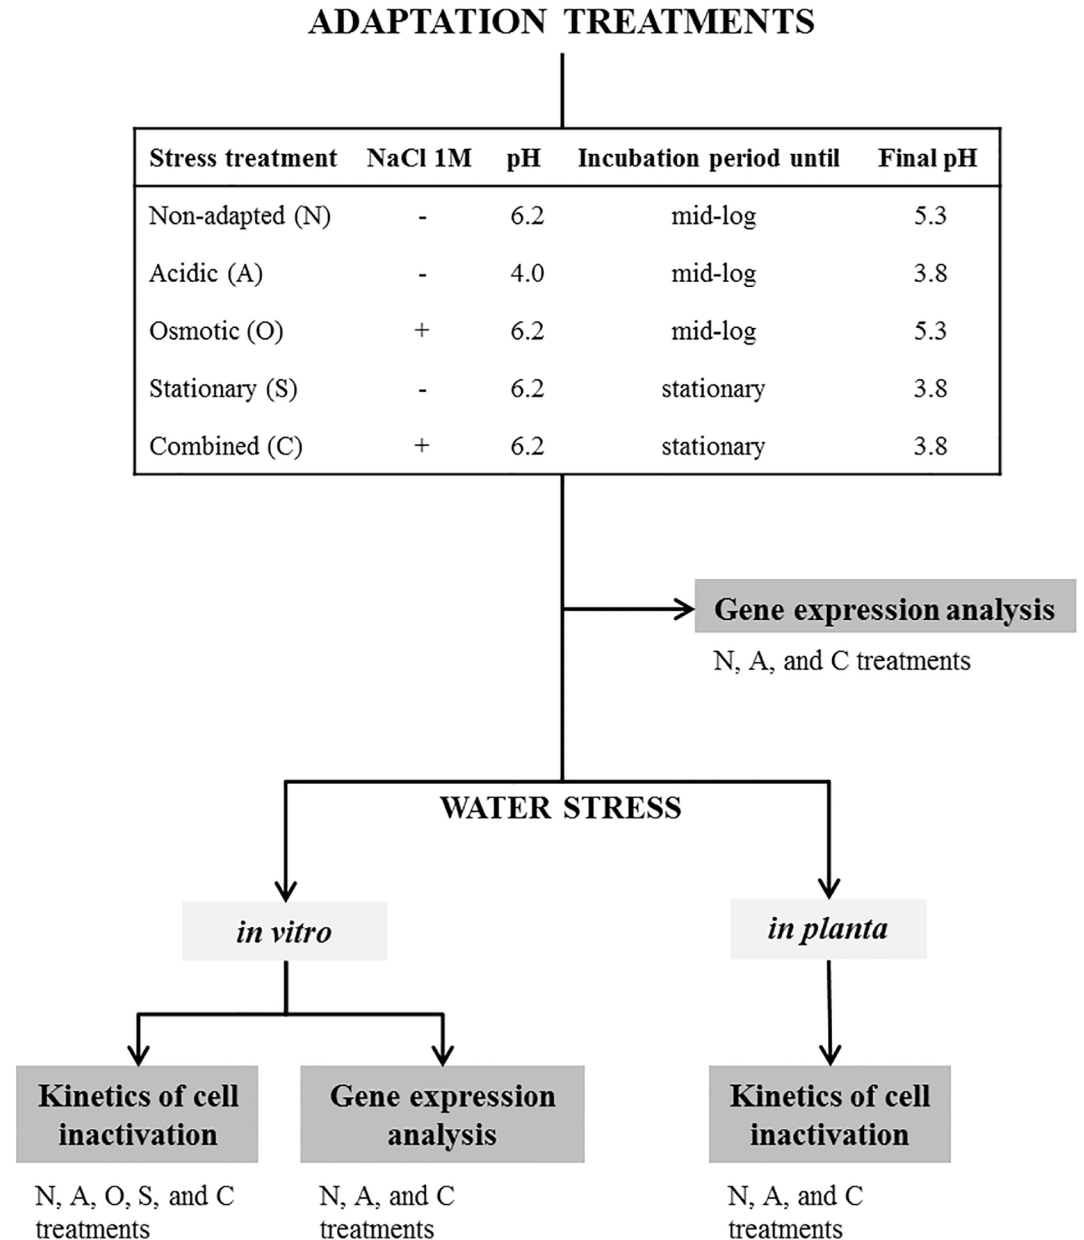 ADAPTATION TREATMENTS
Stress treatment NaCl 1M pH Incubation period until Final pH
Non-adapted (N) - 6.2 mid-log 5.3
Acidic (A) - 4.0 mid-log 3.8
Osmotic (O) + 6.2 mid-log 5.3
Stationary (S) - 6.2 stationary 3.8
Combined (C) + 6.2 stationary 3.8
Gene expression analysis
N, A, and C treatments
WATER STRESS
in vitro
in planta
Kinetics of cell
inactivation
N, A, O, S, and C
treatments
Gene expression
analysis
N, A, and C
treatments
Kinetics of cell
inactivation
N, A, and C
treatments